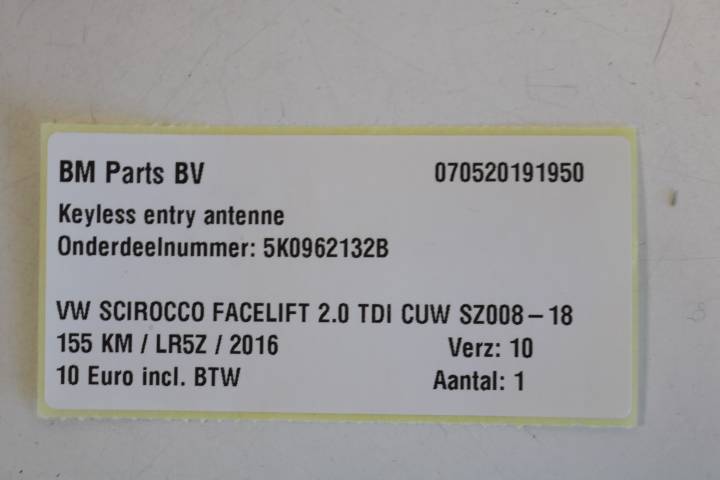 BM Parts BV 070520191950
Keyless entry antenne
Onderdeelnummer: 5K0962132B
VW SCIROCCO FACELIFT 2.0 TDI CUW SZ008-18
155 KM / LR5Z / 2016 Verz: 10
10 Euro incl. BTW Aantal: 1